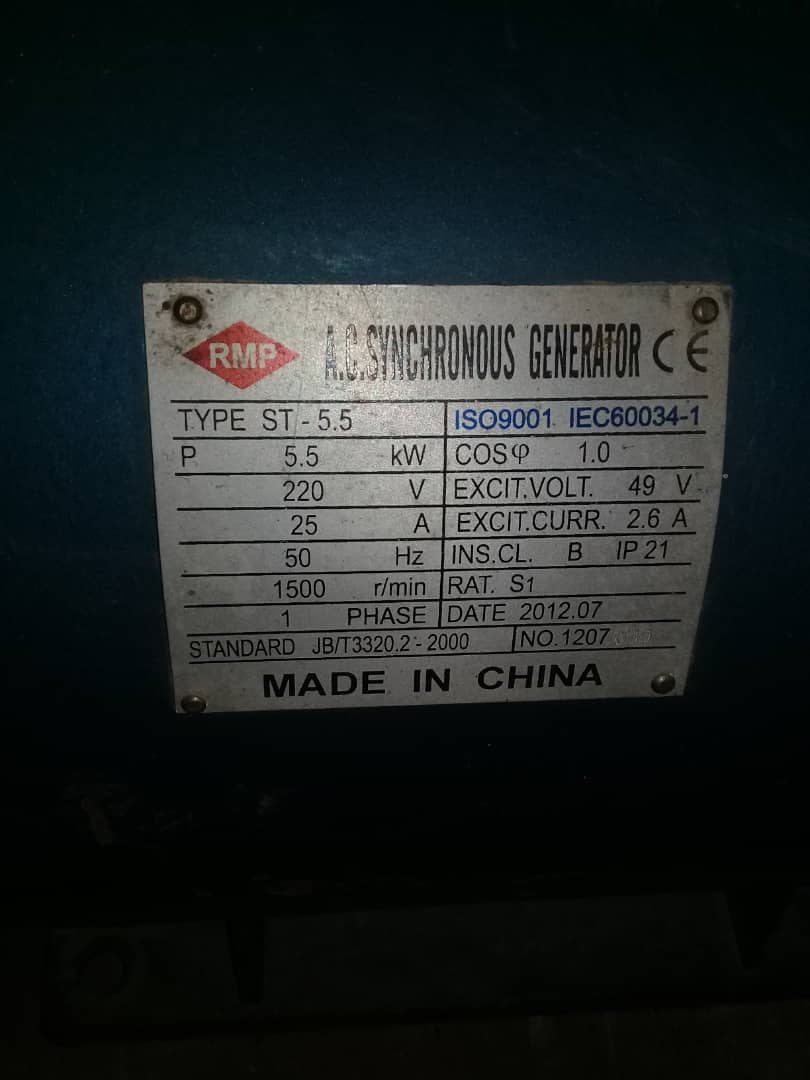 RMP A.C.SYNCHRONOUS GENERATOR CE
TYPE ST-5.5 ISO9001 IEC60034-1
P 5.5 kW COSφ 1.0
220 V EXCIT.VOLT. 49 V
25 A EXCIT.CURR. 2.6 A
50 Hz INS.CL. B IP 21
1500 r/min RAT. S1
1 PHASE DATE 2012.07
STANDARD JB/T3320.2-2000 NO.1207
MADE IN CHINA